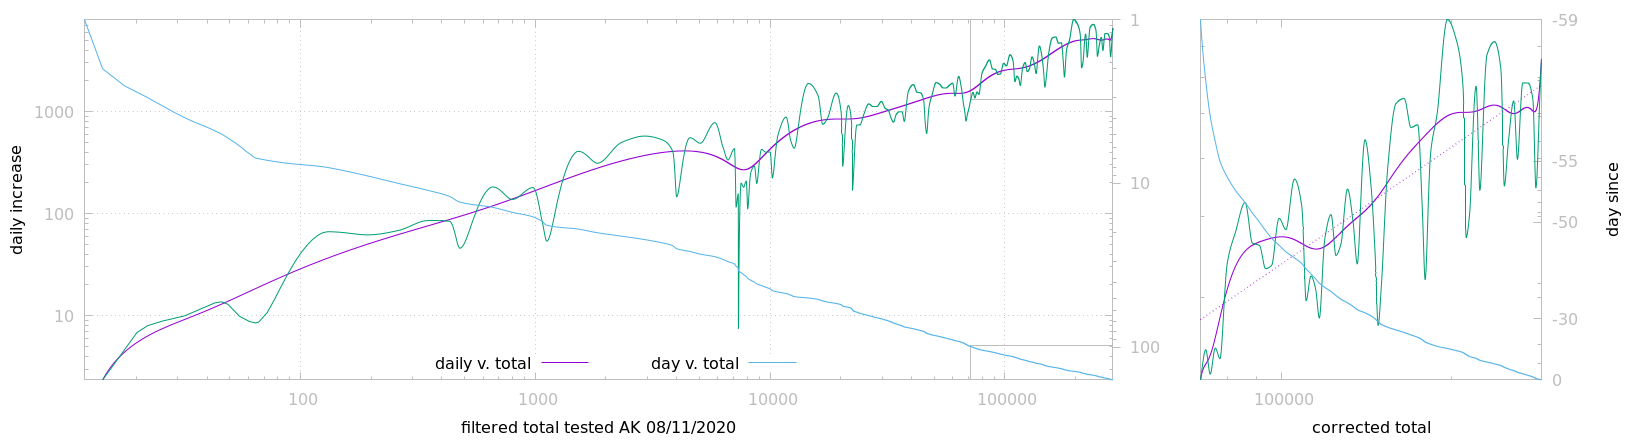 daily increase
1000
100
10
100
1000
10000
100000
filtered total tested AK 08/11/2020
daily v. total
day v. total
1
10
100
100000
corrected total
-59
-55
-50
-30
0
day since